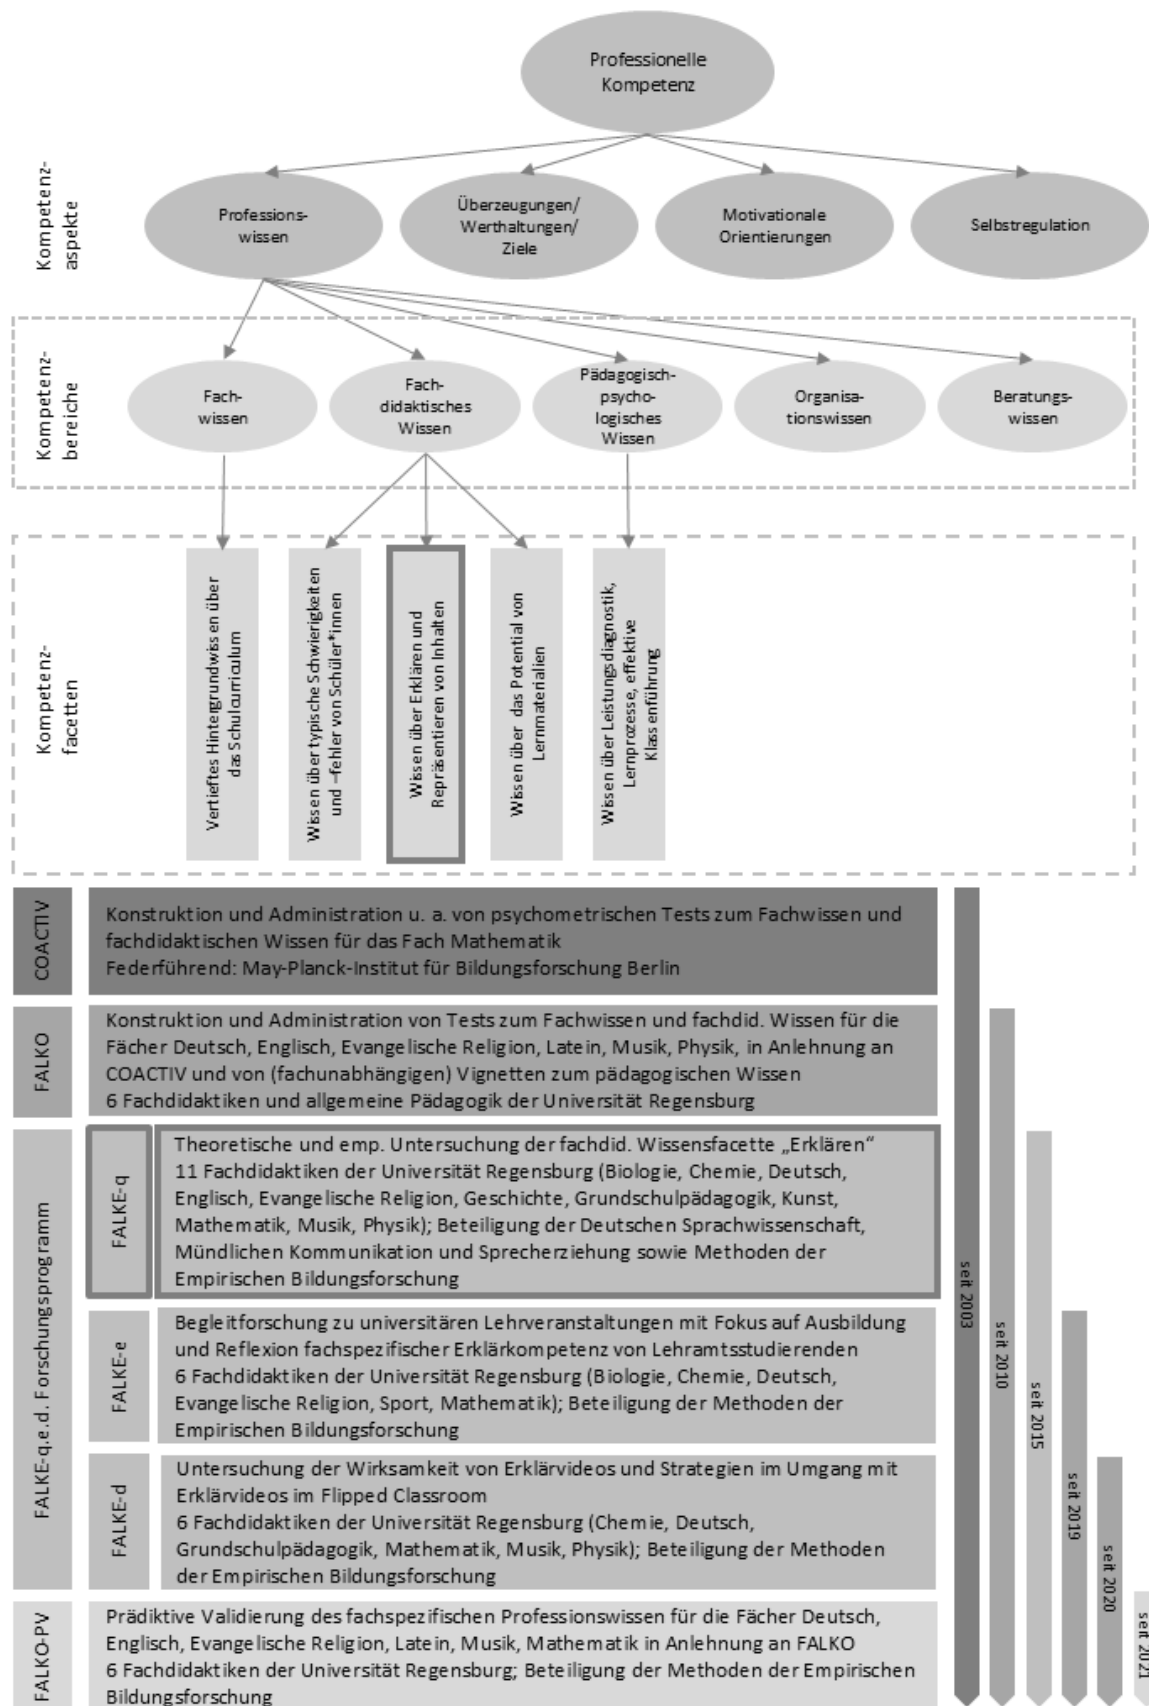 Professionelle
Kompetenz
Kompetenz-
aspekte
Professions-
wissen
Überzeugungen/
Werthaltungen/
Ziele
Motivationale
Orientierungen
Selbstregulation
Kompetenz-
bereiche
Fach-
wissen
Fach-
didaktisches
Wissen
Pädagogisch-
psycho-
logisches
Wissen
Organisa-
tionswissen
Beratungs-
wissen
Kompetenz-
facetten
Vertieftes Hintergrundwissen über
das Schulcurriculum
Wissen über typische Schwierigkeiten
und –fehler von Schüler*innen
Wissen über Erklären und
Repräsentieren von Inhalten
Wissen über das Potential von
Lernmaterialien
Wissen über Leistungsdiagnostik,
Lernprozesse, effektive
Klassenführung
COACTIV
Konstruktion und Administration u. a. von psychometrischen Tests zum Fachwissen und
fachdidaktischen Wissen für das Fach Mathematik
Federführend: May-Planck-Institut für Bildungsforschung Berlin
FALKO
Konstruktion und Administration von Tests zum Fachwissen und fachdid. Wissen für die
Fächer Deutsch, Englisch, Evangelische Religion, Latein, Musik, Physik, in Anlehnung an
COACTIV und von (fachunabhängigen) Vignetten zum pädagogischen Wissen
6 Fachdidaktiken und allgemeine Pädagogik der Universität Regensburg
FALKE-q.e.d. Forschungsprogramm
FALKE-q
Theoretische und emp. Untersuchung der fachdid. Wissensfacette „Erklären“
11 Fachdidaktiken der Universität Regensburg (Biologie, Chemie, Deutsch,
Englisch, Evangelische Religion, Geschichte, Grundschulpädagogik, Kunst,
Mathematik, Musik, Physik); Beteiligung der Deutschen Sprachwissenschaft,
Mündlichen Kommunikation und Sprecherziehung sowie Methoden der
Empirischen Bildungsforschung
FALKE-e
Begleitforschung zu universitären Lehrveranstaltungen mit Fokus auf Ausbildung
und Reflexion fachspezifischer Erklärkompetenz von Lehramtsstudierenden
6 Fachdidaktiken der Universität Regensburg (Biologie, Chemie, Deutsch,
Evangelische Religion, Sport, Mathematik); Beteiligung der Methoden der
Empirischen Bildungsforschung
FALKE-d
Untersuchung der Wirksamkeit von Erklärvideos und Strategien im Umgang mit
Erklärvideos im Flipped Classroom
6 Fachdidaktiken der Universität Regensburg (Chemie, Deutsch,
Grundschulpädagogik, Mathematik, Musik, Physik); Beteiligung der Methoden
der Empirischen Bildungsforschung
FALKO-PV
Prädiktive Validierung des fachspezifischen Professionswissen für die Fächer Deutsch,
Englisch, Evangelische Religion, Latein, Musik, Mathematik in Anlehnung an FALKO
6 Fachdidaktiken der Universität Regensburg; Beteiligung der Methoden der Empirischen
Bildungsforschung
seit 2003
seit 2010
seit 2015
seit 2019
seit 2020
seit 2021